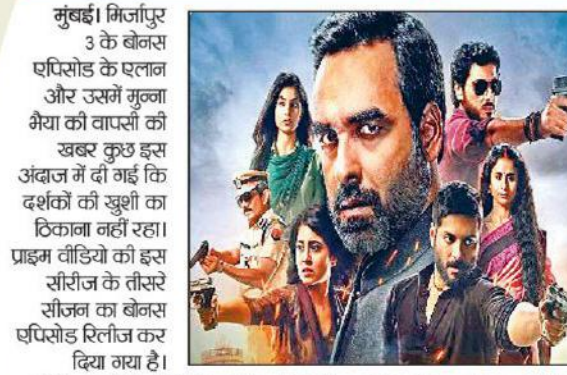 मुंबई। मिर्जापुर
3 के बोनस
एपिसोड के एलान
और उसमें मुन्ना
भैया की वापसी की
खबर कुछ इस
अंदाज में दी गई कि
दर्शकों की खुशी का
ठिकाना नहीं रहा।
प्राइम वीडियो की इस
सीरीज के तीसरे
सीजन का बोनस
एपिसोड रिलीज कर
दिया गया है।